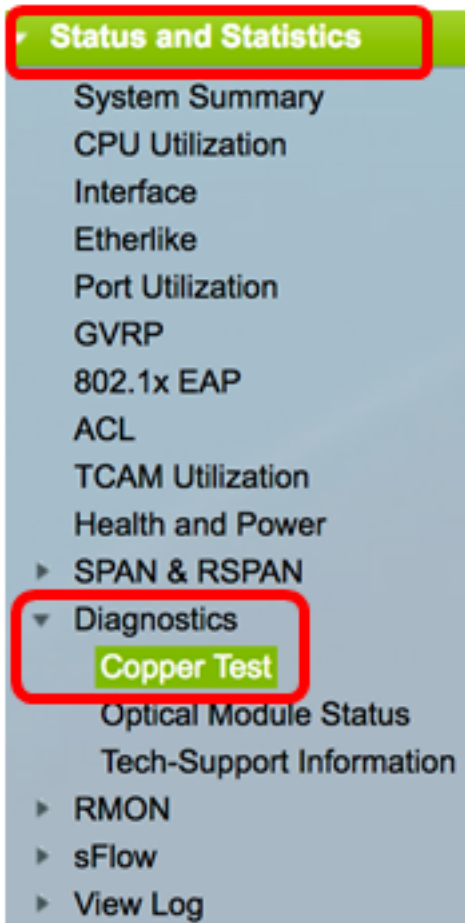 Status and Statistics
System Summary
CPU Utilization
Interface
Etherlike
Port Utilization
GVRP
802.1x EAP
ACL
TCAM Utilization
Health and Power
SPAN & RSPAN
Diagnostics
Copper Test
Optical Module Status
Tech-Support Information
RMON
sFlow
View Log